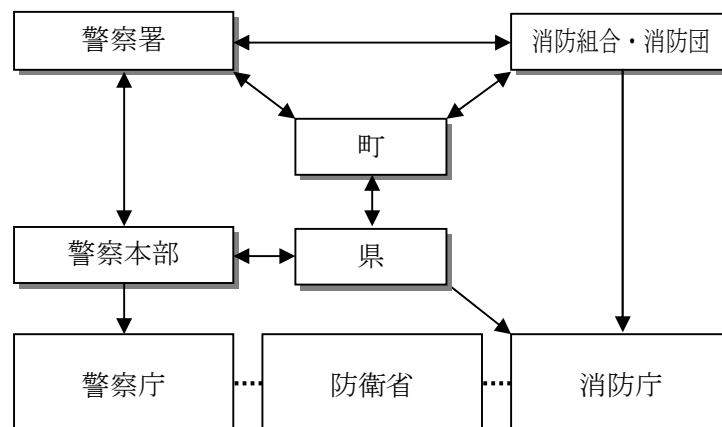 警察署
消防組合・消防団
町
警察本部
県
警察庁
防衛省
消防庁